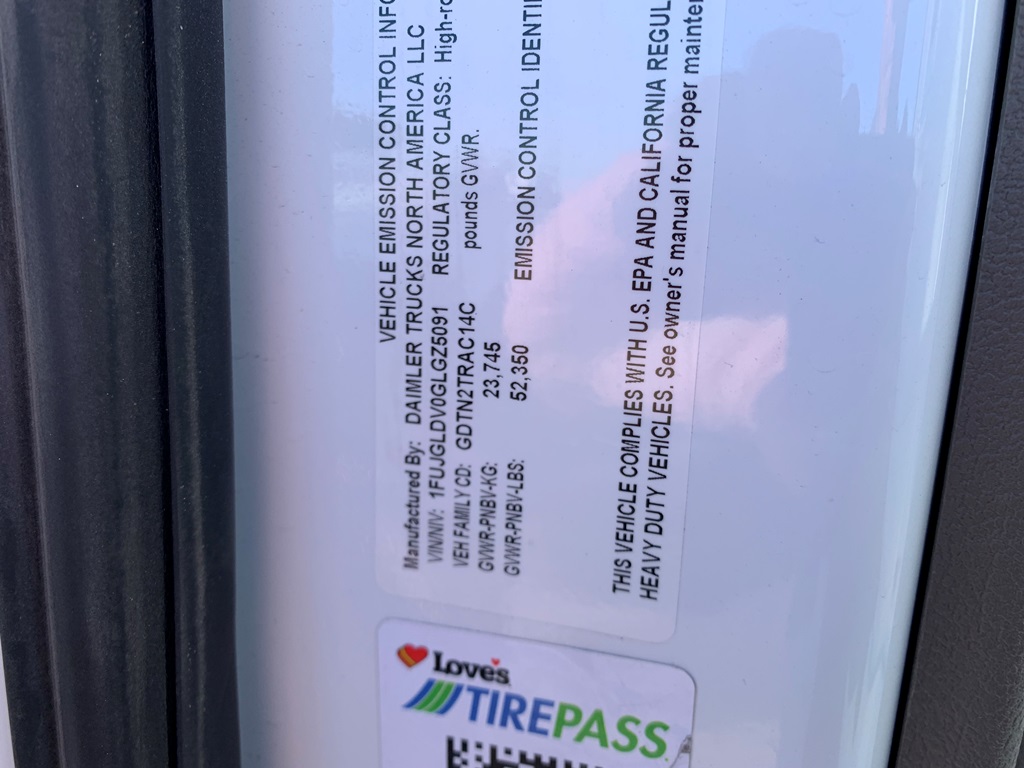 VEHICLE EMISSION CONTROL INFO
Manufactured By: DAIMLER TRUCKS NORTH AMERICA LLC
VIN/NIV: 1FUJGLDV0GLGZ5091 REGULATORY CLASS: High-ro
VEH FAMILY CD: GDTN2TRAC14C pounds GVWR.
GVWR-PNBV-KG: 23,745
GVWR-PNBV-LBS: 52,350 EMISSION CONTROL IDENTI
THIS VEHICLE COMPLIES WITH U.S. EPA AND CALIFORNIA REGUL
HEAVY DUTY VEHICLES. See owner's manual for proper mainte
Love's
TIREPASS